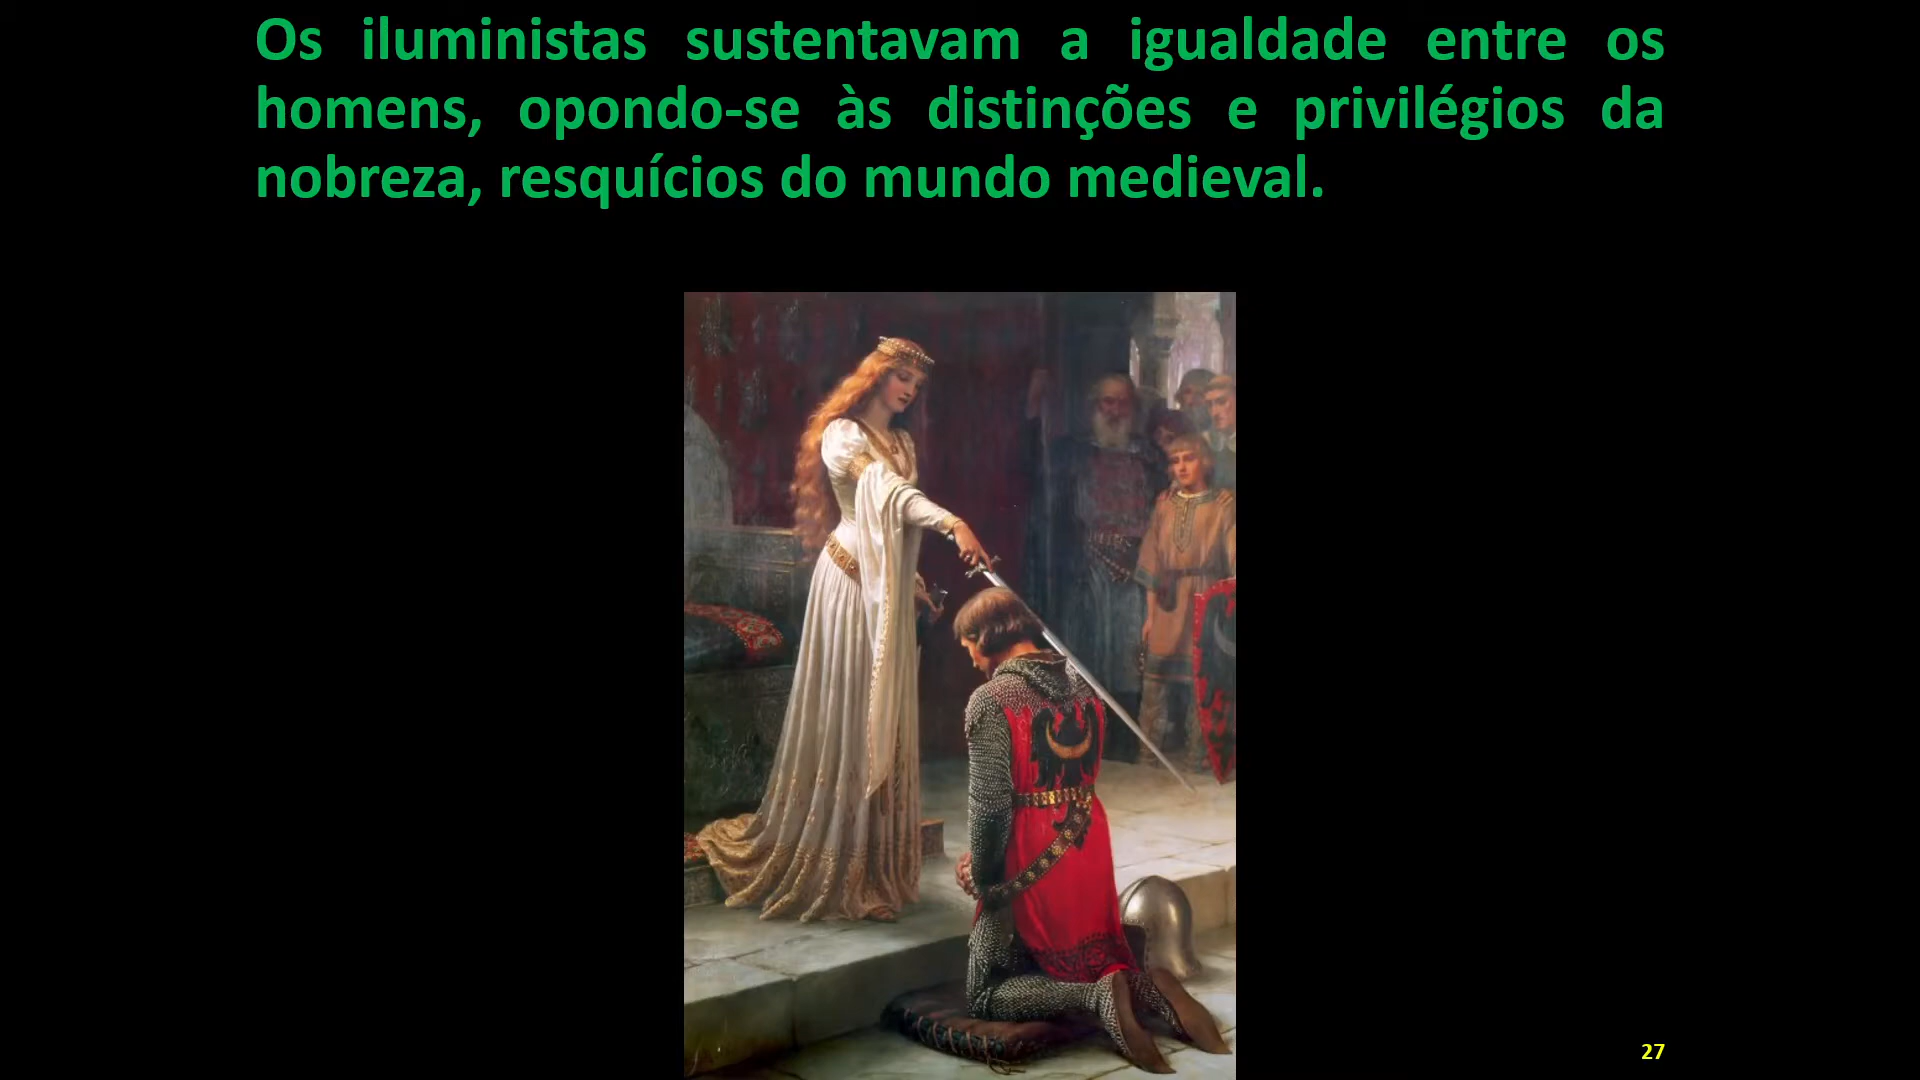 Os iluministas sustentavam a igualdade entre os
homens, opondo-se às distinções e privilégios da
nobreza, resquícios do mundo medieval.
27